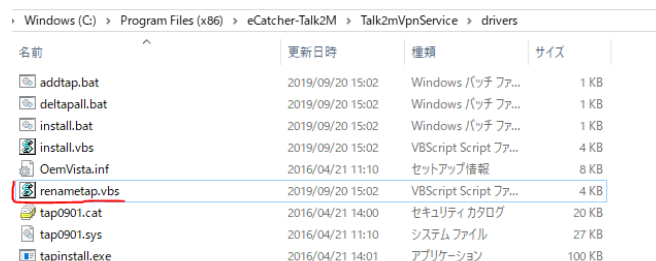 Windows (C:) › Program Files (x86) › eCatcher-Talk2M › Talk2mVpnService › drivers
名前 更新日時 種類 サイズ
addtap.bat 2019/09/20 15:02 Windows バッチ ファ... 1 KB
deltapall.bat 2019/09/20 15:02 Windows バッチ ファ... 1 KB
install.bat 2019/09/20 15:02 Windows バッチ ファ... 1 KB
install.vbs 2019/09/20 15:02 VBScript Script ファ... 4 KB
OemVista.inf 2016/04/21 11:10 セットアップ情報 8 KB
renametap.vbs 2019/09/20 15:02 VBScript Script ファ... 4 KB
tap0901.cat 2016/04/21 14:00 セキュリティ カタログ 20 KB
tap0901.sys 2016/04/21 11:10 システム ファイル 27 KB
tapinstall.exe 2016/04/21 14:01 アプリケーション 100 KB